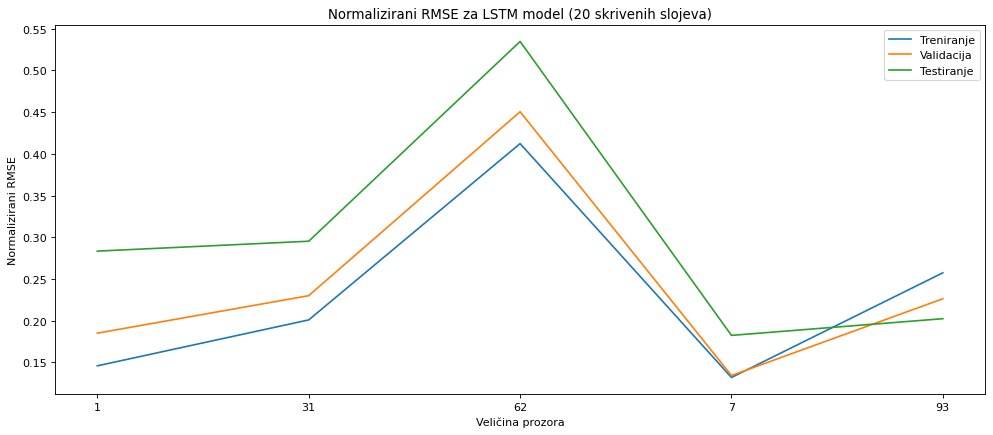 Normalizirani RMSE za LSTM model (20 skrivenih slojeva)
Treniranje
Validacija
Testiranje
Normalizirani RMSE
0.55
0.50
0.45
0.40
0.35
0.30
0.25
0.20
0.15
1 31 62 7 93
Veličina prozora